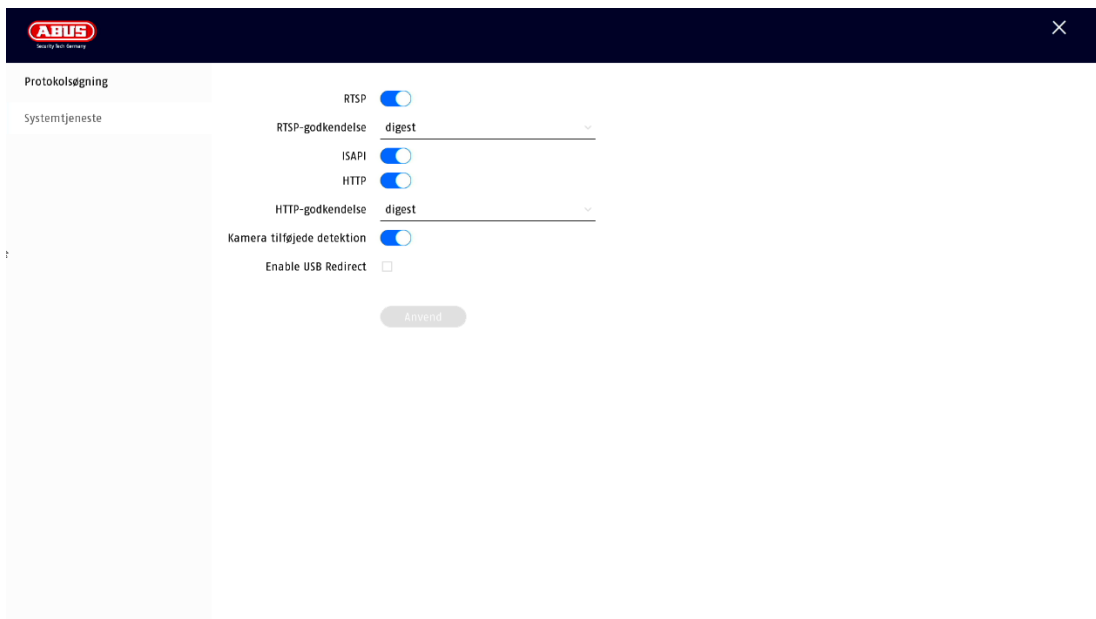 ABUS
Security Tech Germany
Protokolsøgning
Systemtjeneste
RTSP
RTSP-godkendelse digest
ISAPI
HTTP
HTTP-godkendelse digest
Kamera tilføjede detektion
Enable USB Redirect
Anvend